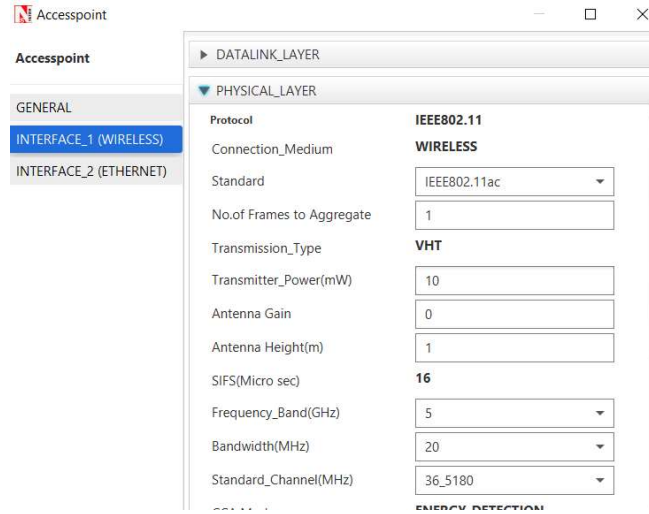 Accesspoint
Accesspoint
GENERAL
INTERFACE_1 (WIRELESS)
INTERFACE_2 (ETHERNET)
DATALINK_LAYER
PHYSICAL_LAYER
Protocol IEEE802.11
Connection_Medium WIRELESS
Standard IEEE802.11ac
No.of Frames to Aggregate 1
Transmission_Type VHT
Transmitter_Power(mW) 10
Antenna Gain 0
Antenna Height(m) 1
SIFS(Micro sec) 16
Frequency_Band(GHz) 5
Bandwidth(MHz) 20
Standard_Channel(MHz) 36_5180
ENERGY_DETECTION